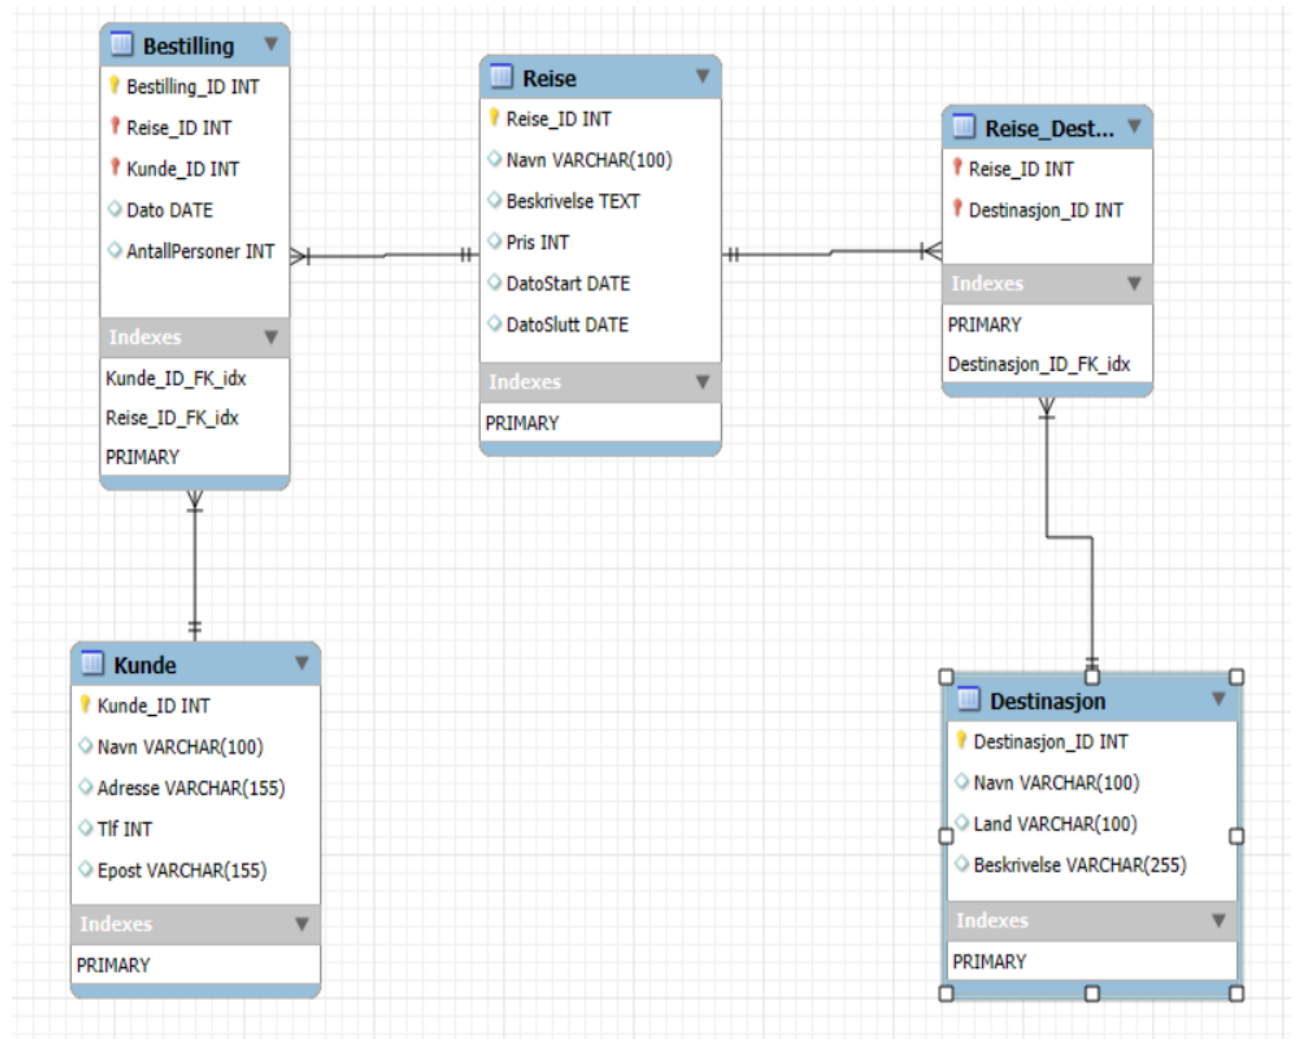 Bestilling
Bestilling_ID INT
Reise_ID INT
Kunde_ID INT
Dato DATE
AntallPersoner INT
Indexes
Kunde_ID_FK_idx
Reise_ID_FK_idx
PRIMARY
Reise
Reise_ID INT
Navn VARCHAR(100)
Beskrivelse TEXT
Pris INT
DatoStart DATE
DatoSlutt DATE
Indexes
PRIMARY
Reise_Dest...
Reise_ID INT
Destinasjon_ID INT
Indexes
PRIMARY
Destinasjon_ID_FK_idx
Kunde
Kunde_ID INT
Navn VARCHAR(100)
Adresse VARCHAR(155)
Tlf INT
Epost VARCHAR(155)
Indexes
PRIMARY
Destinasjon
Destinasjon_ID INT
Navn VARCHAR(100)
Land VARCHAR(100)
Beskrivelse VARCHAR(255)
Indexes
PRIMARY